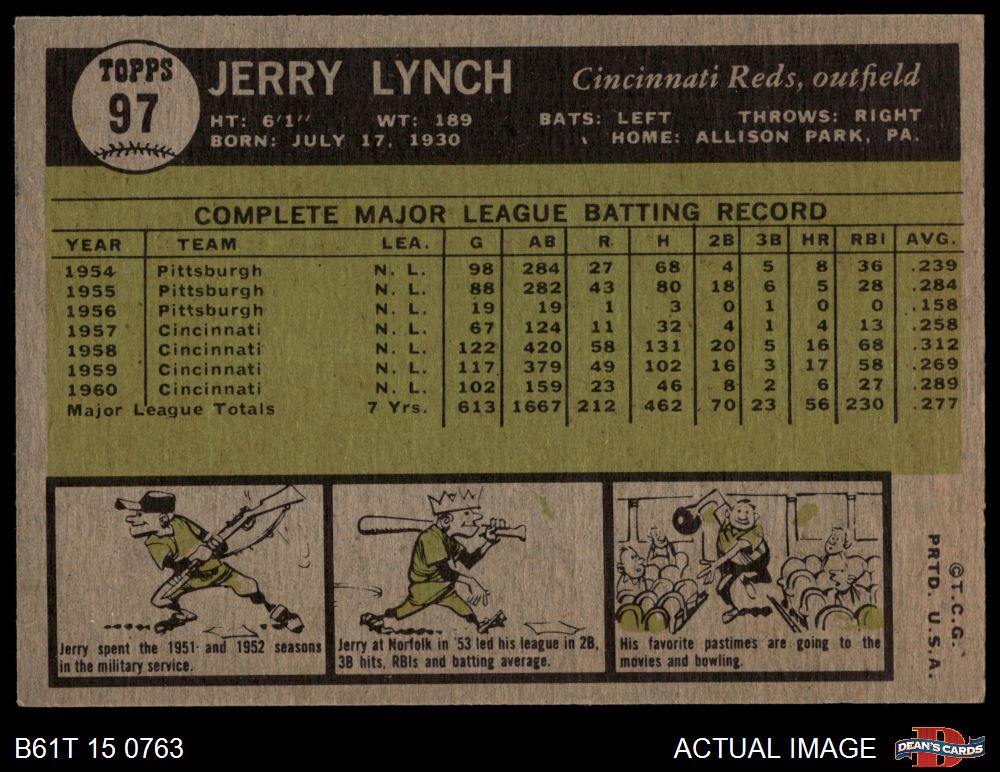 TOPPS
97
JERRY LYNCH Cincinnati Reds, outfield
HT: 6'1" WT: 189 BATS: LEFT THROWS: RIGHT
BORN: JULY 17, 1930 HOME: ALLISON PARK, PA.
COMPLETE MAJOR LEAGUE BATTING RECORD
YEAR TEAM LEA. G AB R H 2B 3B HR RBI AVG.
1954 Pittsburgh N. L. 98 284 27 68 4 5 8 36 .239
1955 Pittsburgh N. L. 88 282 43 80 18 6 5 28 .284
1956 Pittsburgh N. L. 19 19 1 3 0 1 0 0 .158
1957 Cincinnati N. L. 67 124 11 32 4 1 4 13 .258
1958 Cincinnati N. L. 122 420 58 131 20 5 16 68 .312
1959 Cincinnati N. L. 117 379 49 102 16 3 17 58 .269
1960 Cincinnati N. L. 102 159 23 46 8 2 6 27 .289
Major League Totals 7 Yrs. 613 1667 212 462 70 23 56 230 .277
Jerry spent the 1951 and 1952 seasons
in the military service.
Jerry at Norfolk in '53 led his league in 2B,
3B hits, RBIs and batting average.
His favorite pastimes are going to the
movies and bowling.
©T.C.G.
PRTD. U.S.A.
B61T 15 0763
ACTUAL IMAGE
D
DEAN'S CARDS